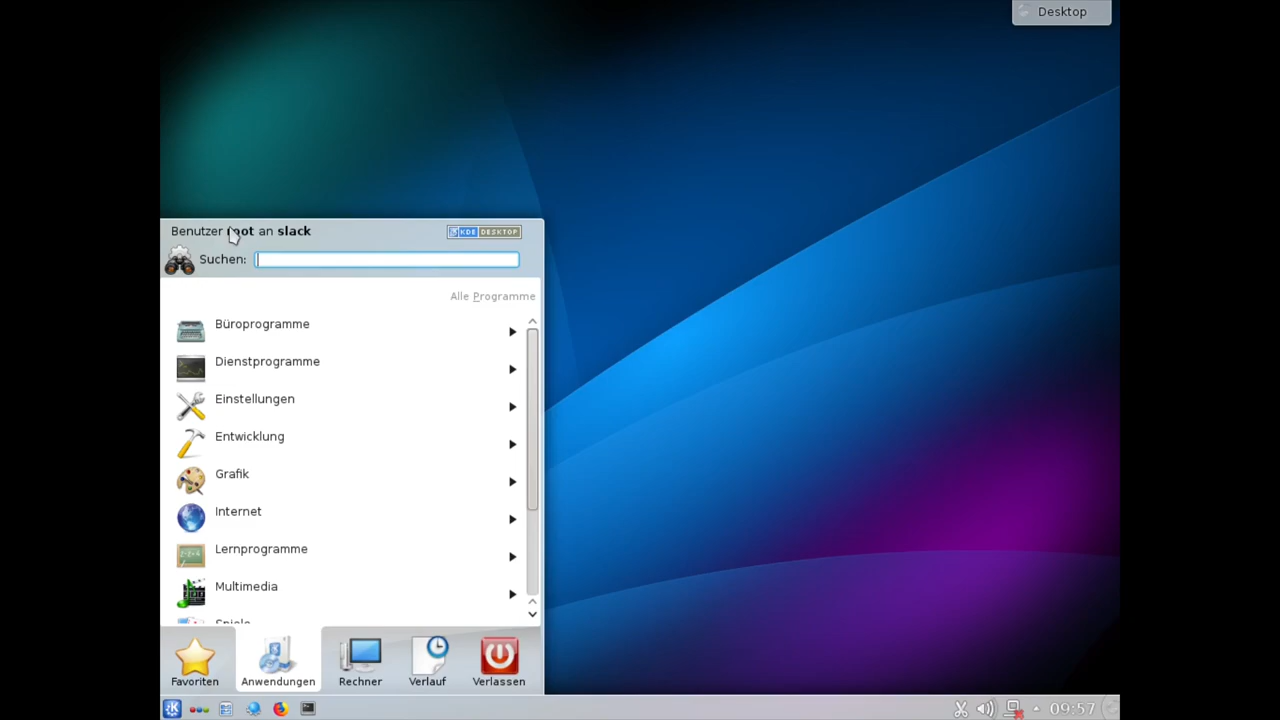 Desktop
Benutzer root an slack
KDE DESKTOP
Suchen:
Alle Programme
Büroprogramme
Dienstprogramme
Einstellungen
Entwicklung
Grafik
Internet
Lernprogramme
Multimedia
Spiele
Favoriten
Anwendungen
Rechner
Verlauf
Verlassen
09:57